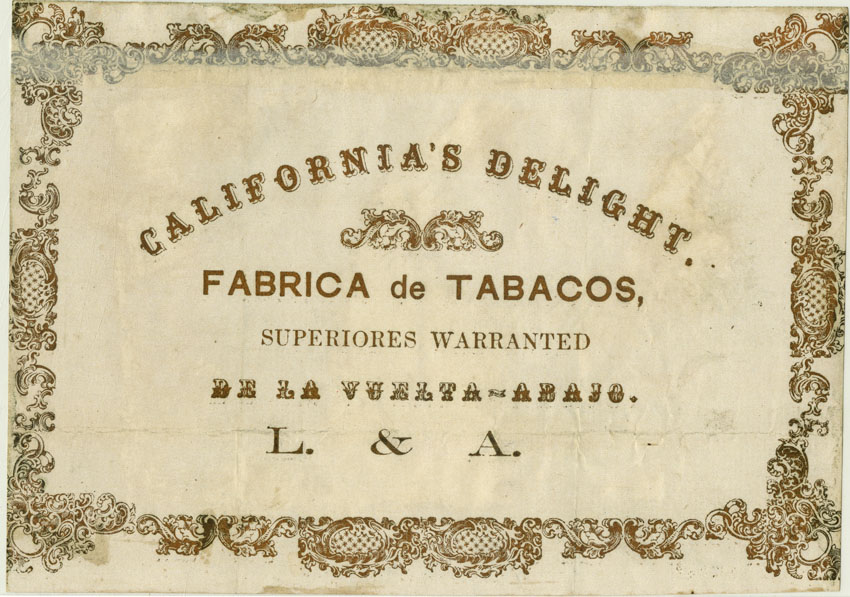 CALIFORNIA'S DELIGHT.
FABRICA de TABACOS,
SUPERIORES WARRANTED
DE LA VUELTA=ABAJO.
L. & A.